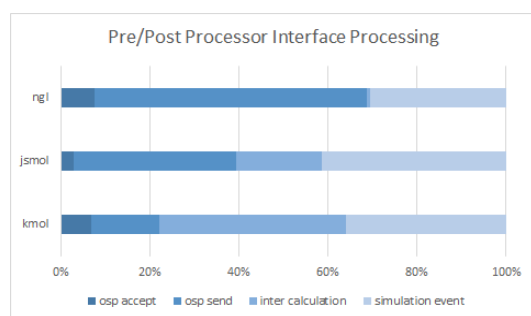 Pre/Post Processor Interface Processing
ngl
jsmol
kmol
0% 20% 40% 60% 80% 100%
osp accept osp send inter calculation simulation event